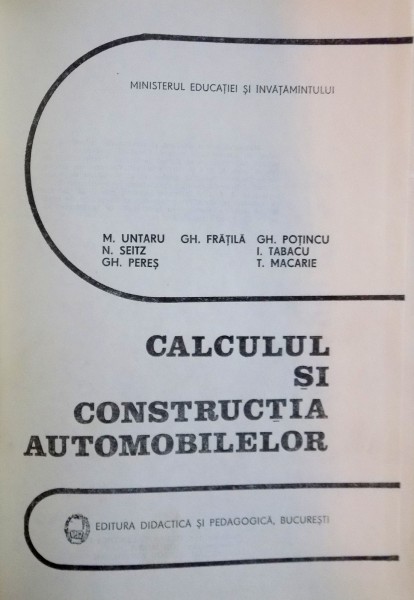 MINISTERUL EDUCAȚIEI ȘI INVĂȚĂMINTULUI
M. UNTARU GH. FRĂȚILĂ GH. POȚINCU
N. SEITZ I. TABACU
GH. PEREȘ T. MACARIE
CALCULUL
ȘI
CONSTRUCȚIA
AUTOMOBILELOR
EDITURA DIDACTICĂ ȘI PEDAGOGICĂ, BUCUREȘTI